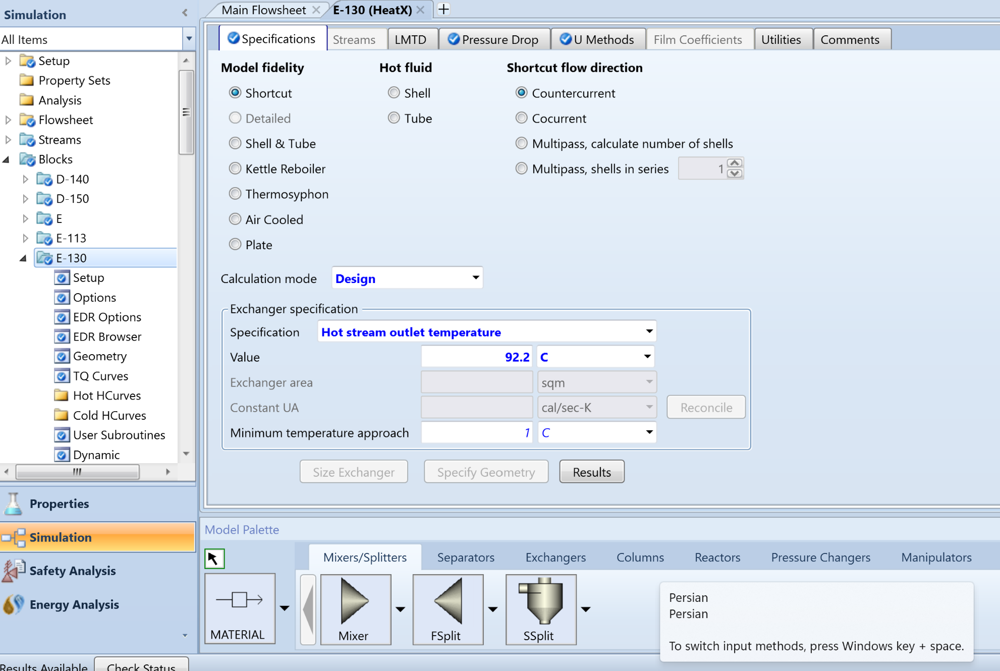 Simulation
All Items
Setup
Property Sets
Analysis
Flowsheet
Streams
Blocks
D-140
D-150
E
E-113
E-130
Setup
Options
EDR Options
EDR Browser
Geometry
TQ Curves
Hot HCurves
Cold HCurves
User Subroutines
Dynamic
Properties
Simulation
Safety Analysis
Energy Analysis
Results Available
Check Status
Main Flowsheet
E-130 (HeatX)
Specifications
Streams
LMTD
Pressure Drop
U Methods
Film Coefficients
Utilities
Comments
Model fidelity
Shortcut
Detailed
Shell & Tube
Kettle Reboiler
Thermosyphon
Air Cooled
Plate
Hot fluid
Shell
Tube
Shortcut flow direction
Countercurrent
Cocurrent
Multipass, calculate number of shells
Multipass, shells in series 1
Calculation mode Design
Exchanger specification
Specification Hot stream outlet temperature
Value 92.2 C
Exchanger area sqm
Constant UA cal/sec-K Reconcile
Minimum temperature approach 1 C
Size Exchanger
Specify Geometry
Results
Model Palette
Mixers/Splitters
Separators
Exchangers
Columns
Reactors
Pressure Changers
Manipulators
MATERIAL
Mixer
FSplit
SSplit
Persian
Persian
To switch input methods, press Windows key + space.